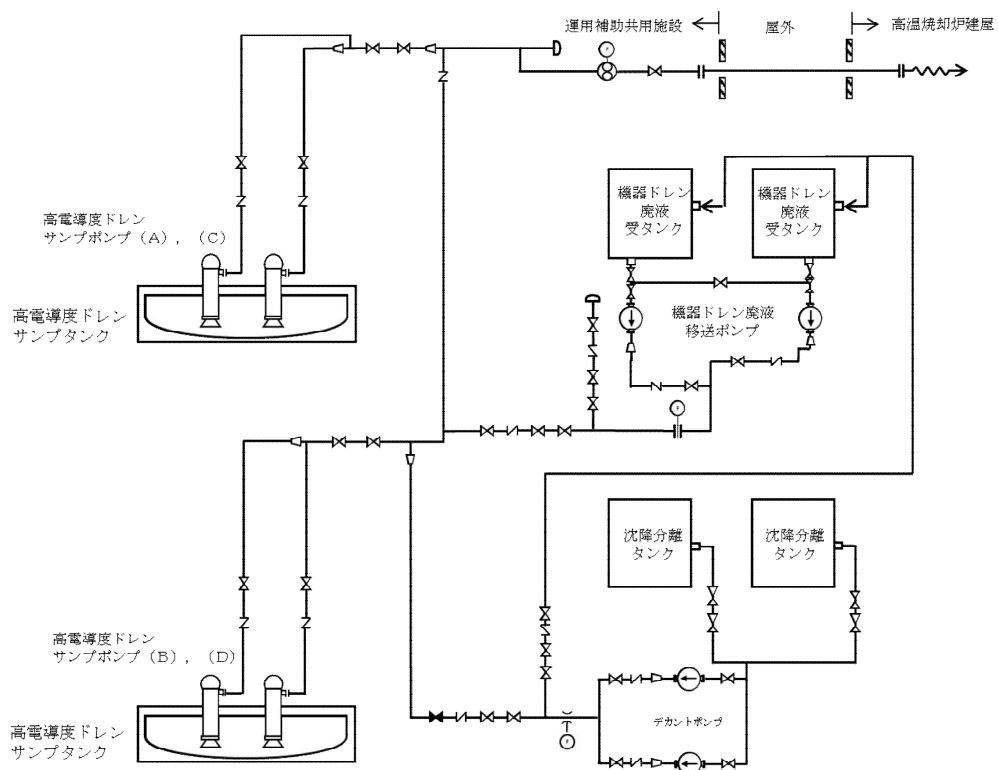 運用補助共用施設
屋外
高温焼却炉建屋
F
機器ドレン
廃液
受タンク
機器ドレン
廃液
受タンク
高電導度ドレン
サンプポンプ（A），（C）
高電導度ドレン
サンプタンク
機器ドレン廃液
移送ポンプ
F
沈降分離
タンク
沈降分離
タンク
高電導度ドレン
サンプポンプ（B），（D）
高電導度ドレン
サンプタンク
デカントポンプ
F